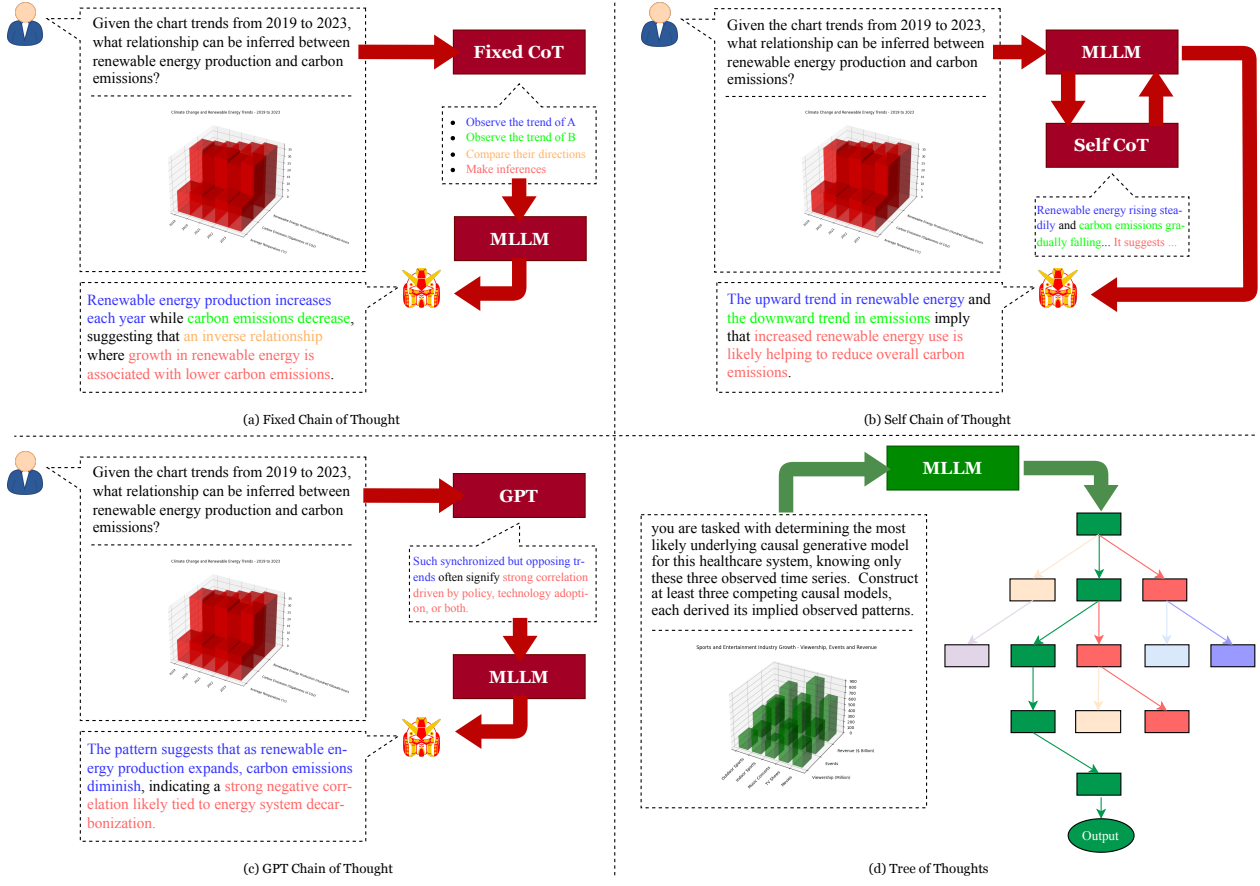 Given the chart trends from 2019 to 2023,
what relationship can be inferred between
renewable energy production and carbon
emissions?
Climate Change and Renewable Energy Trends - 2019 to 2023
Fixed CoT
Observe the trend of A
Observe the trend of B
Compare their directions
Make inferences
MLLM
Renewable energy production increases
each year while carbon emissions decrease,
suggesting that an inverse relationship
where growth in renewable energy is
associated with lower carbon emissions.
(a) Fixed Chain of Thought
Given the chart trends from 2019 to 2023,
what relationship can be inferred between
renewable energy production and carbon
emissions?
Climate Change and Renewable Energy Trends - 2019 to 2023
MLLM
Self CoT
Renewable energy rising stea-
dily and carbon emissions gra-
dually falling... It suggests ...
The upward trend in renewable energy and
the downward trend in emissions imply
that increased renewable energy use is
likely helping to reduce overall carbon
emissions.
(b) Self Chain of Thought
Given the chart trends from 2019 to 2023,
what relationship can be inferred between
renewable energy production and carbon
emissions?
Climate Change and Renewable Energy Trends - 2019 to 2023
GPT
Such synchronized but opposing tr-
ends often signify strong correlation
driven by policy, technology adopti-
on, or both.
MLLM
The pattern suggests that as renewable en-
ergy production expands, carbon emissions
diminish, indicating a strong negative corr-
elation likely tied to energy system decar-
bonization.
(c) GPT Chain of Thought
MLLM
you are tasked with determining the most
likely underlying causal generative model
for this healthcare system, knowing only
these three observed time series. Construct
at least three competing causal models,
each derived its implied observed patterns.
Sports and Entertainment Industry Growth - Viewership, Events and Revenue
900
800
700
600
500
400
300
200
100
0
Revenue ($ Billion)
Events
Viewership (Million)
Outdoor Sports
Indoor Sports
Music Concerts
TV Shows
Movies
Output
(d) Tree of Thoughts